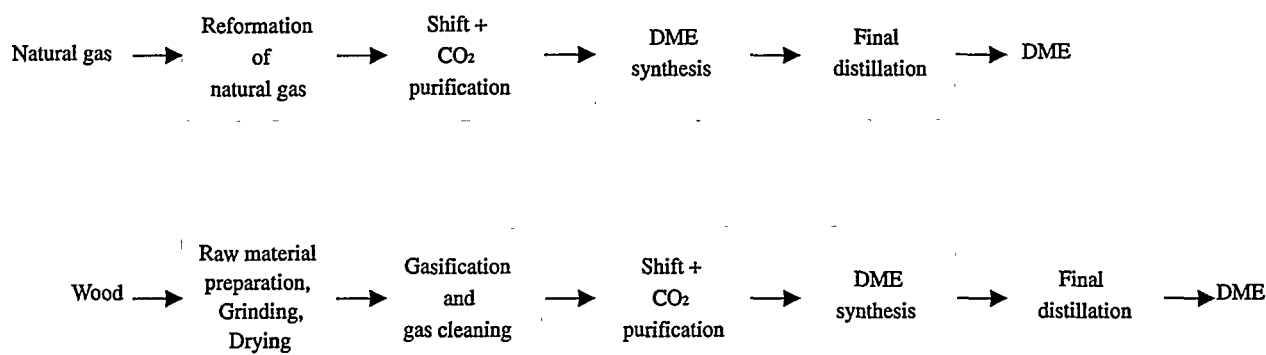 Natural gas
Reformation
of
natural gas
Shift +
CO₂
purification
DME
synthesis
Final
distillation
DME
Wood
Raw material
preparation,
Grinding,
Drying
Gasification
and
gas cleaning
Shift +
CO₂
purification
DME
synthesis
Final
distillation
DME